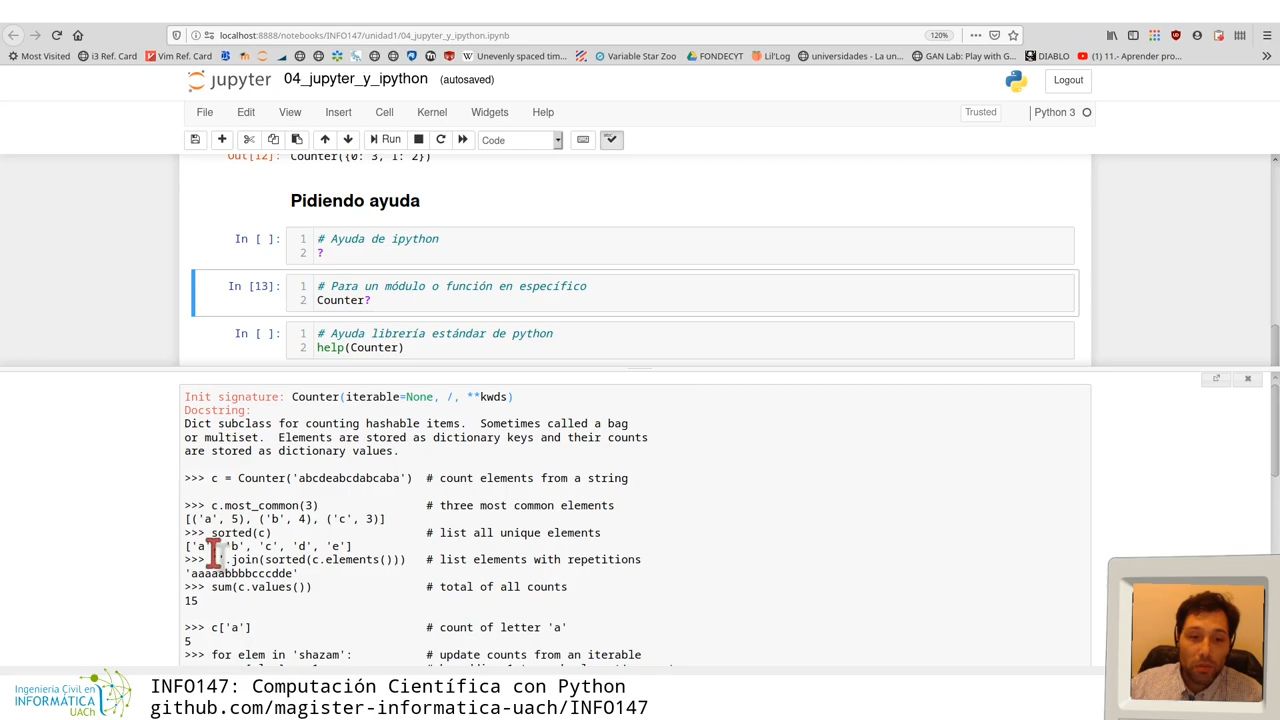 localhost:8888/notebooks/INFO147/unidad1/04_jupyter_y_ipython.ipynb
120%
Most Visited i3 Ref. Card Vim Ref. Card Unevenly spaced tim... Variable Star Zoo FONDECYT Lil'Log universidades - La un... GAN Lab: Play with G... DIABLO (1) 11.- Aprender pro...
jupyter 04_jupyter_y_ipython (autosaved)
Logout
File Edit View Insert Cell Kernel Widgets Help
Trusted Python 3
Run Code
Out[12]: Counter({0: 3, 1: 2})
Pidiendo ayuda
In [ ]: 1 # Ayuda de ipython
2 ?
In [13]: 1 # Para un módulo o función en específico
2 Counter?
In [ ]: 1 # Ayuda librería estándar de python
2 help(Counter)
Init signature: Counter(iterable=None, /, **kwds)
Docstring:
Dict subclass for counting hashable items.  Sometimes called a bag
or multiset.  Elements are stored as dictionary keys and their counts
are stored as dictionary values.
>>> c = Counter('abcdeabcdabcaba')  # count elements from a string
>>> c.most_common(3)                # three most common elements
[('a', 5), ('b', 4), ('c', 3)]
>>> sorted(c)                       # list all unique elements
['a', 'b', 'c', 'd', 'e']
>>> ''.join(sorted(c.elements()))   # list elements with repetitions
'aaaaabbbbcccdde'
>>> sum(c.values())                 # total of all counts
15
>>> c['a']                          # count of letter 'a'
5
>>> for elem in 'shazam':           # update counts from an iterable
Ingeniería Civil en
INFORMÁTICA
UACh
INFO147: Computación Científica con Python
github.com/magister-informatica-uach/INFO147